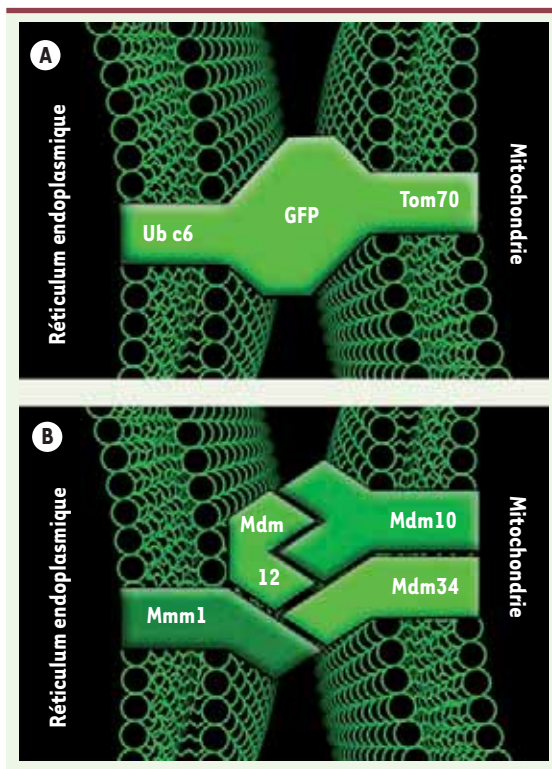 A
Réticulum endoplasmique
Ub c6
GFP
Tom70
Mitochondrie
B
Réticulum endoplasmique
Mdm
12
Mdm10
Mdm34
Mmm1
Mitochondrie